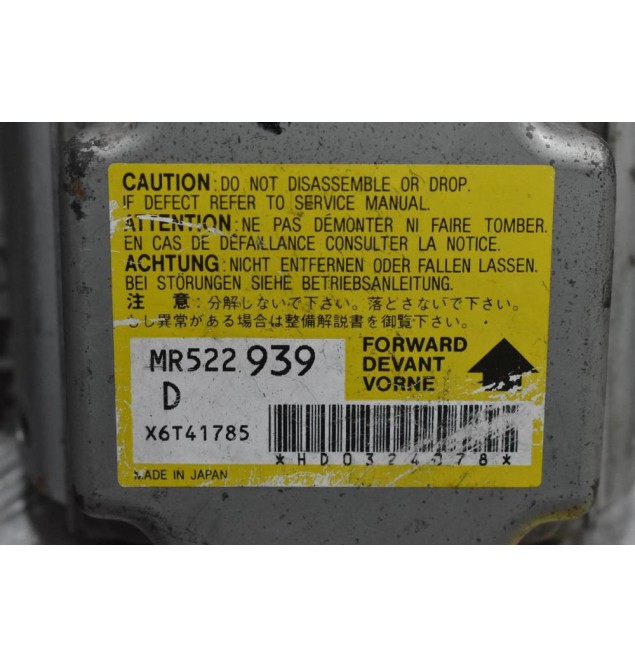 CAUTION: DO NOT DISASSEMBLE OR DROP.
IF DEFECT REFER TO SERVICE MANUAL.
ATTENTION: NE PAS DÉMONTER NI FAIRE TOMBER.
EN CAS DE DÉFAILLANCE CONSULTER LA NOTICE.
ACHTUNG: NICHT ENTFERNEN ODER FALLEN LASSEN.
BEI STÖRUNGEN SIEHE BETRIEBSANLEITUNG.
注 意:分解しないで下さい。落とさないで下さい。
もし異常がある場合は整備解説書を御覧下さい。
MR522 939
D
X6T41785
FORWARD
DEVANT
VORNE
*HD0324078*
MADE IN JAPAN